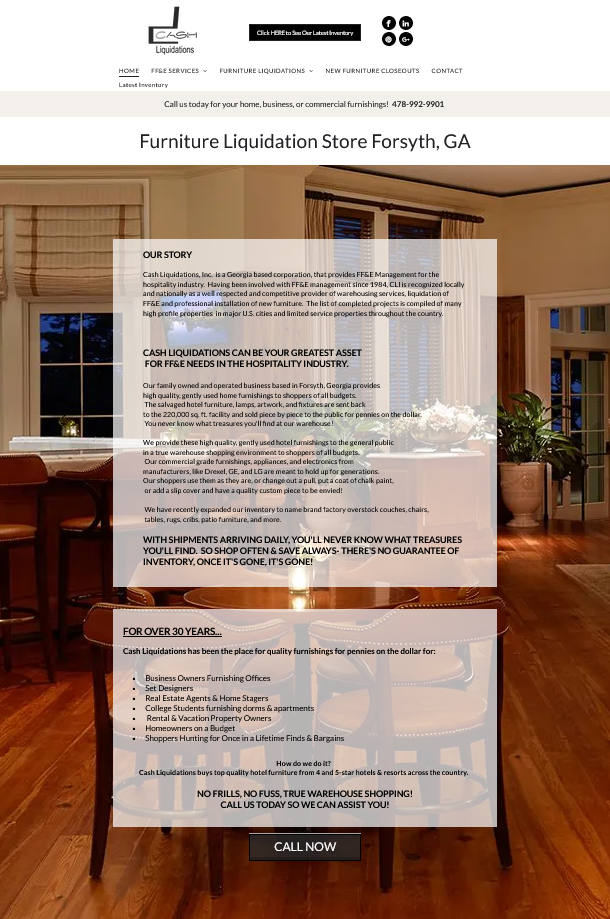 CASH
Liquidations
Click HERE to See Our Latest Inventory
HOME FF&E SERVICES FURNITURE LIQUIDATIONS NEW FURNITURE CLOSEOUTS CONTACT
Latest Inventory
Call us today for your home, business, or commercial furnishings! 478-992-9901
Furniture Liquidation Store Forsyth, GA
OUR STORY
Cash Liquidations, Inc. is a Georgia based corporation, that provides FF&E Management for the
hospitality industry. Having been involved with FF&E management since 1984, CLI is recognized locally
and nationally as a well respected and competitive provider of warehousing services, liquidation of
FF&E and professional installation of new furniture. The list of completed projects is compiled of many
high profile properties in major U.S. cities and limited service properties throughout the country.
CASH LIQUIDATIONS CAN BE YOUR GREATEST ASSET
FOR FF&E NEEDS IN THE HOSPITALITY INDUSTRY.
Our family owned and operated business based in Forsyth, Georgia provides
high quality, gently used home furnishings to shoppers of all budgets.
The salvaged hotel furniture, lamps, artwork, and fixtures are sent back
to the 220,000 sq. ft. facility and sold piece by piece to the public for pennies on the dollar.
You never know what treasures you'll find at our warehouse!
We provide these high quality, gently used hotel furnishings to the general public
in a true warehouse shopping environment to shoppers of all budgets.
Our commercial grade furnishings, appliances, and electronics from
manufacturers, like Drexel, GE, and LG are meant to hold up for generations.
Our shoppers use them as they are, or change out a pull, put a coat of chalk paint,
or add a slip cover and have a quality custom piece to be envied!
We have recently expanded our inventory to name brand factory overstock couches, chairs,
tables, rugs, cribs, patio furniture, and more.
WITH SHIPMENTS ARRIVING DAILY, YOU'LL NEVER KNOW WHAT TREASURES
YOU'LL FIND. SO SHOP OFTEN & SAVE ALWAYS- THERE'S NO GUARANTEE OF
INVENTORY, ONCE IT'S GONE, IT'S GONE!
FOR OVER 30 YEARS...
Cash Liquidations has been the place for quality furnishings for pennies on the dollar for:
• Business Owners Furnishing Offices
• Set Designers
• Real Estate Agents & Home Stagers
• College Students furnishing dorms & apartments
• Rental & Vacation Property Owners
• Homeowners on a Budget
• Shoppers Hunting for Once in a Lifetime Finds & Bargains
How do we do it?
Cash Liquidations buys top quality hotel furniture from 4 and 5-star hotels & resorts across the country.
NO FRILLS, NO FUSS, TRUE WAREHOUSE SHOPPING!
CALL US TODAY SO WE CAN ASSIST YOU!
CALL NOW